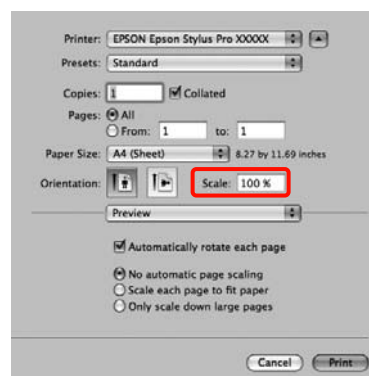 Printer: EPSON Epson Stylus Pro XXXXX
Presets: Standard
Copies: 1 Collated
Pages: All
From: 1 to: 1
Paper Size: A4 (Sheet) 8.27 by 11.69 inches
Orientation: Scale: 100 %
Preview
Automatically rotate each page
No automatic page scaling
Scale each page to fit paper
Only scale down large pages
Cancel Print